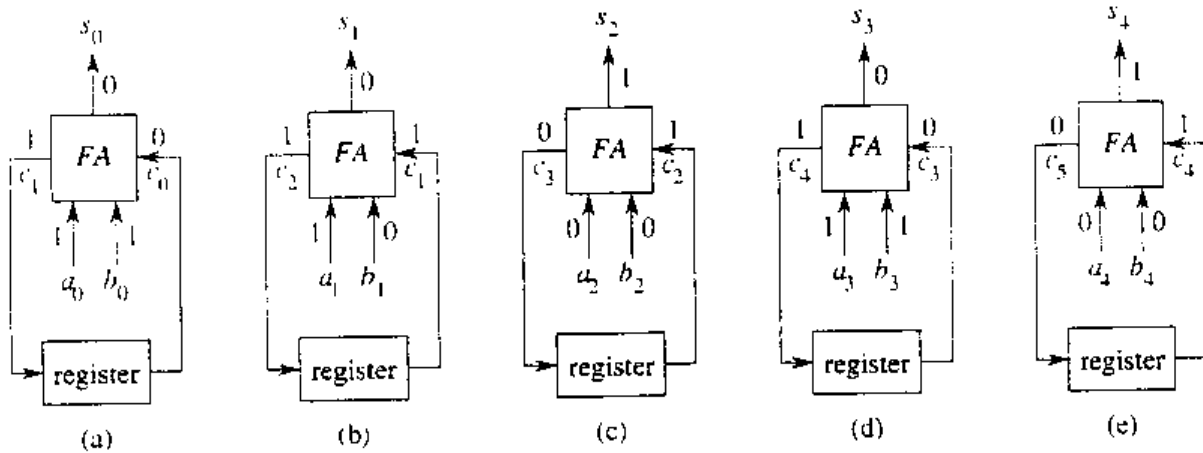 s0 s1 s2 s3 s4
0 0 1 0 1
1 FA 0 1 FA 1 0 FA 1 1 FA 0 0 FA 1
c1 c0 c2 c1 c3 c2 c4 c3 c5 c4
1 1 1 0 0 0 1 1 0 0
a0 b0 a1 b1 a2 b2 a3 b3 a4 b4
register register register register register
(a) (b) (c) (d) (e)